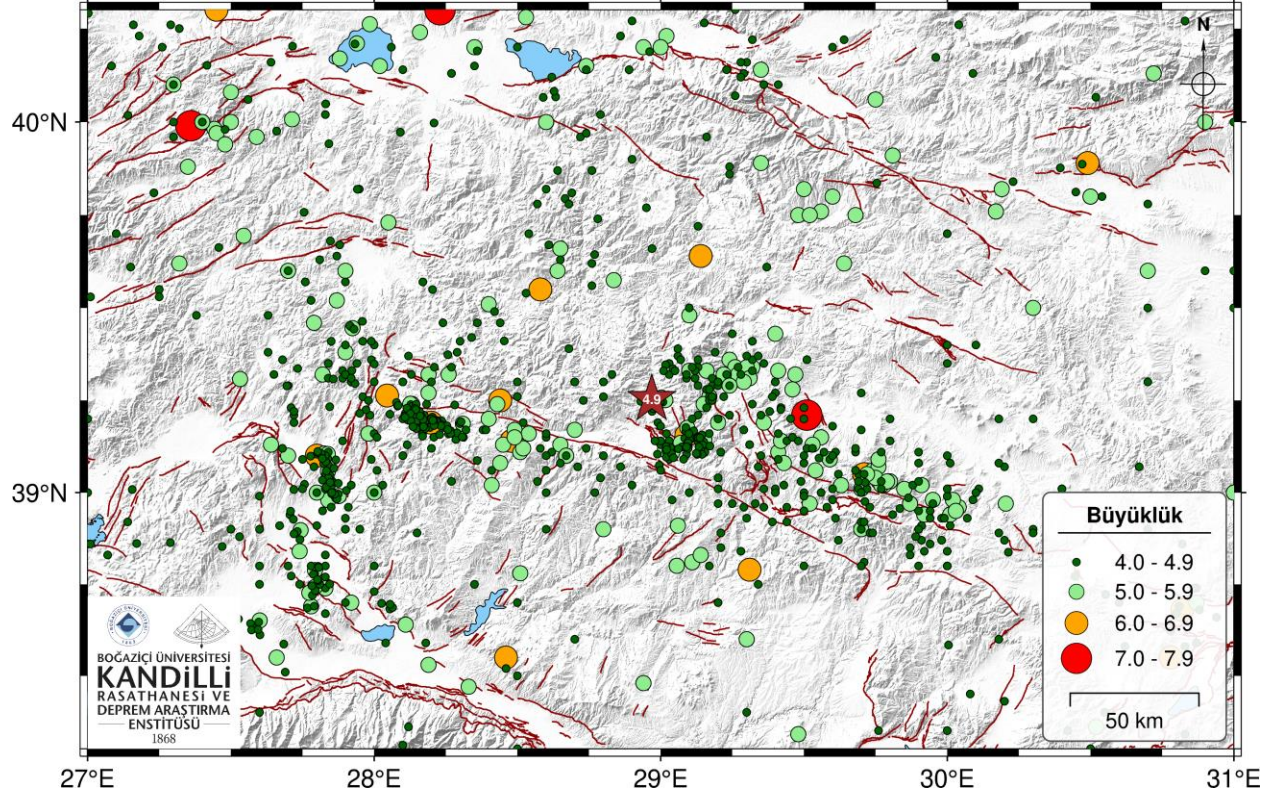 N
40°N
39°N
4.9
Büyüklük
4.0 - 4.9
5.0 - 5.9
6.0 - 6.9
7.0 - 7.9
50 km
BOĞAZİÇİ ÜNİVERSİTESİ
KANDiLLi
RASATHANESİ VE
DEPREM ARAŞTIRMA
ENSTİTÜSÜ
1868
27°E 28°E 29°E 30°E 31°E